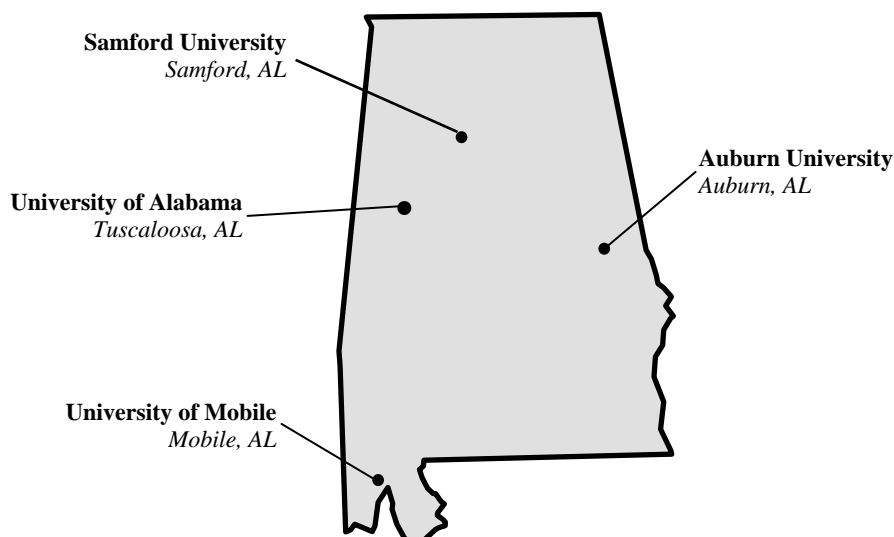 Samford University
Samford, AL
Auburn University
Auburn, AL
University of Alabama
Tuscaloosa, AL
University of Mobile
Mobile, AL